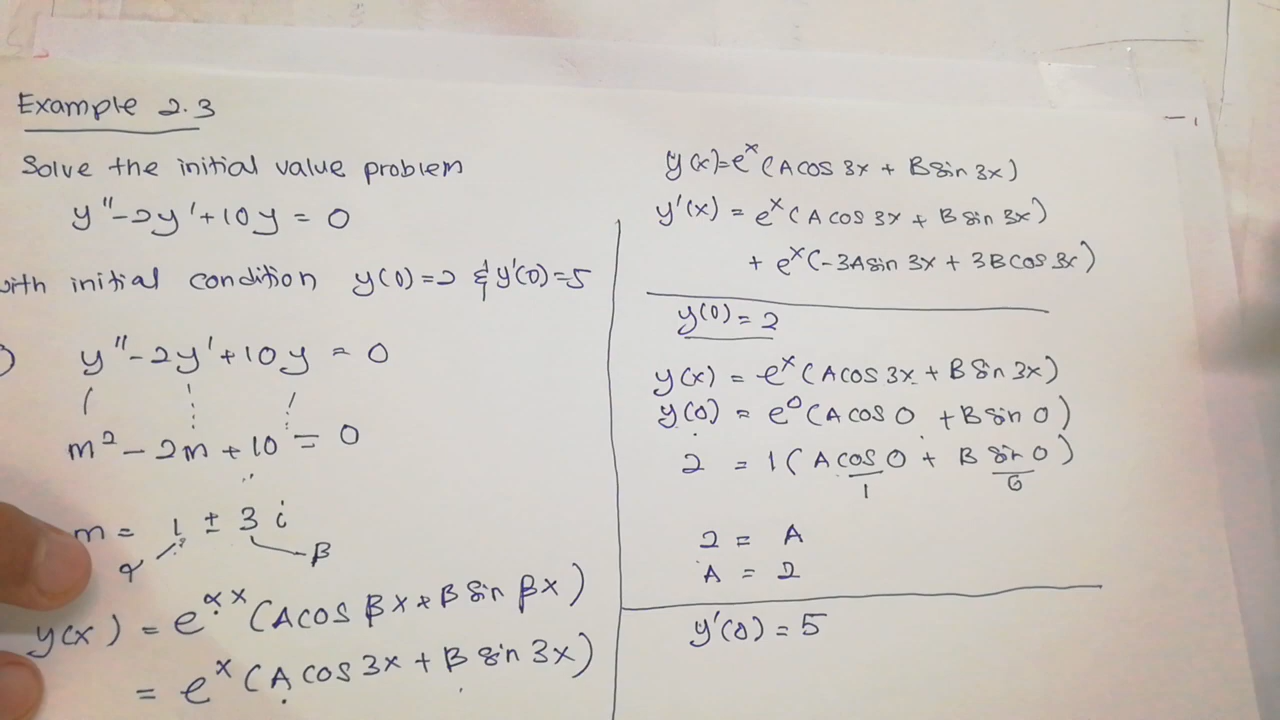 Example 2.3
Solve the initial value problem
y"-2y'+10y = 0
with initial condition y(0)=2 & y'(0)=5
y"-2y'+10y = 0
m² - 2m + 10 = 0
m = 1 ± 3i
α β
y(x) = e^αx (Acos βx + B sin βx)
= e^x (A cos 3x + B sin 3x)
y(x)=e^x (Acos 3x + B sin 3x)
y'(x) = e^x (A cos 3x + B sin 3x)
+ e^x (-3A sin 3x + 3B cos 3x)
y(0) = 2
y(x) = e^x (A cos 3x + B sin 3x)
y(0) = e^0 (A cos 0 + B sin 0)
2 = 1 (A cos 0 + B sin 0)
1 0
2 = A
A = 2
y'(0) = 5